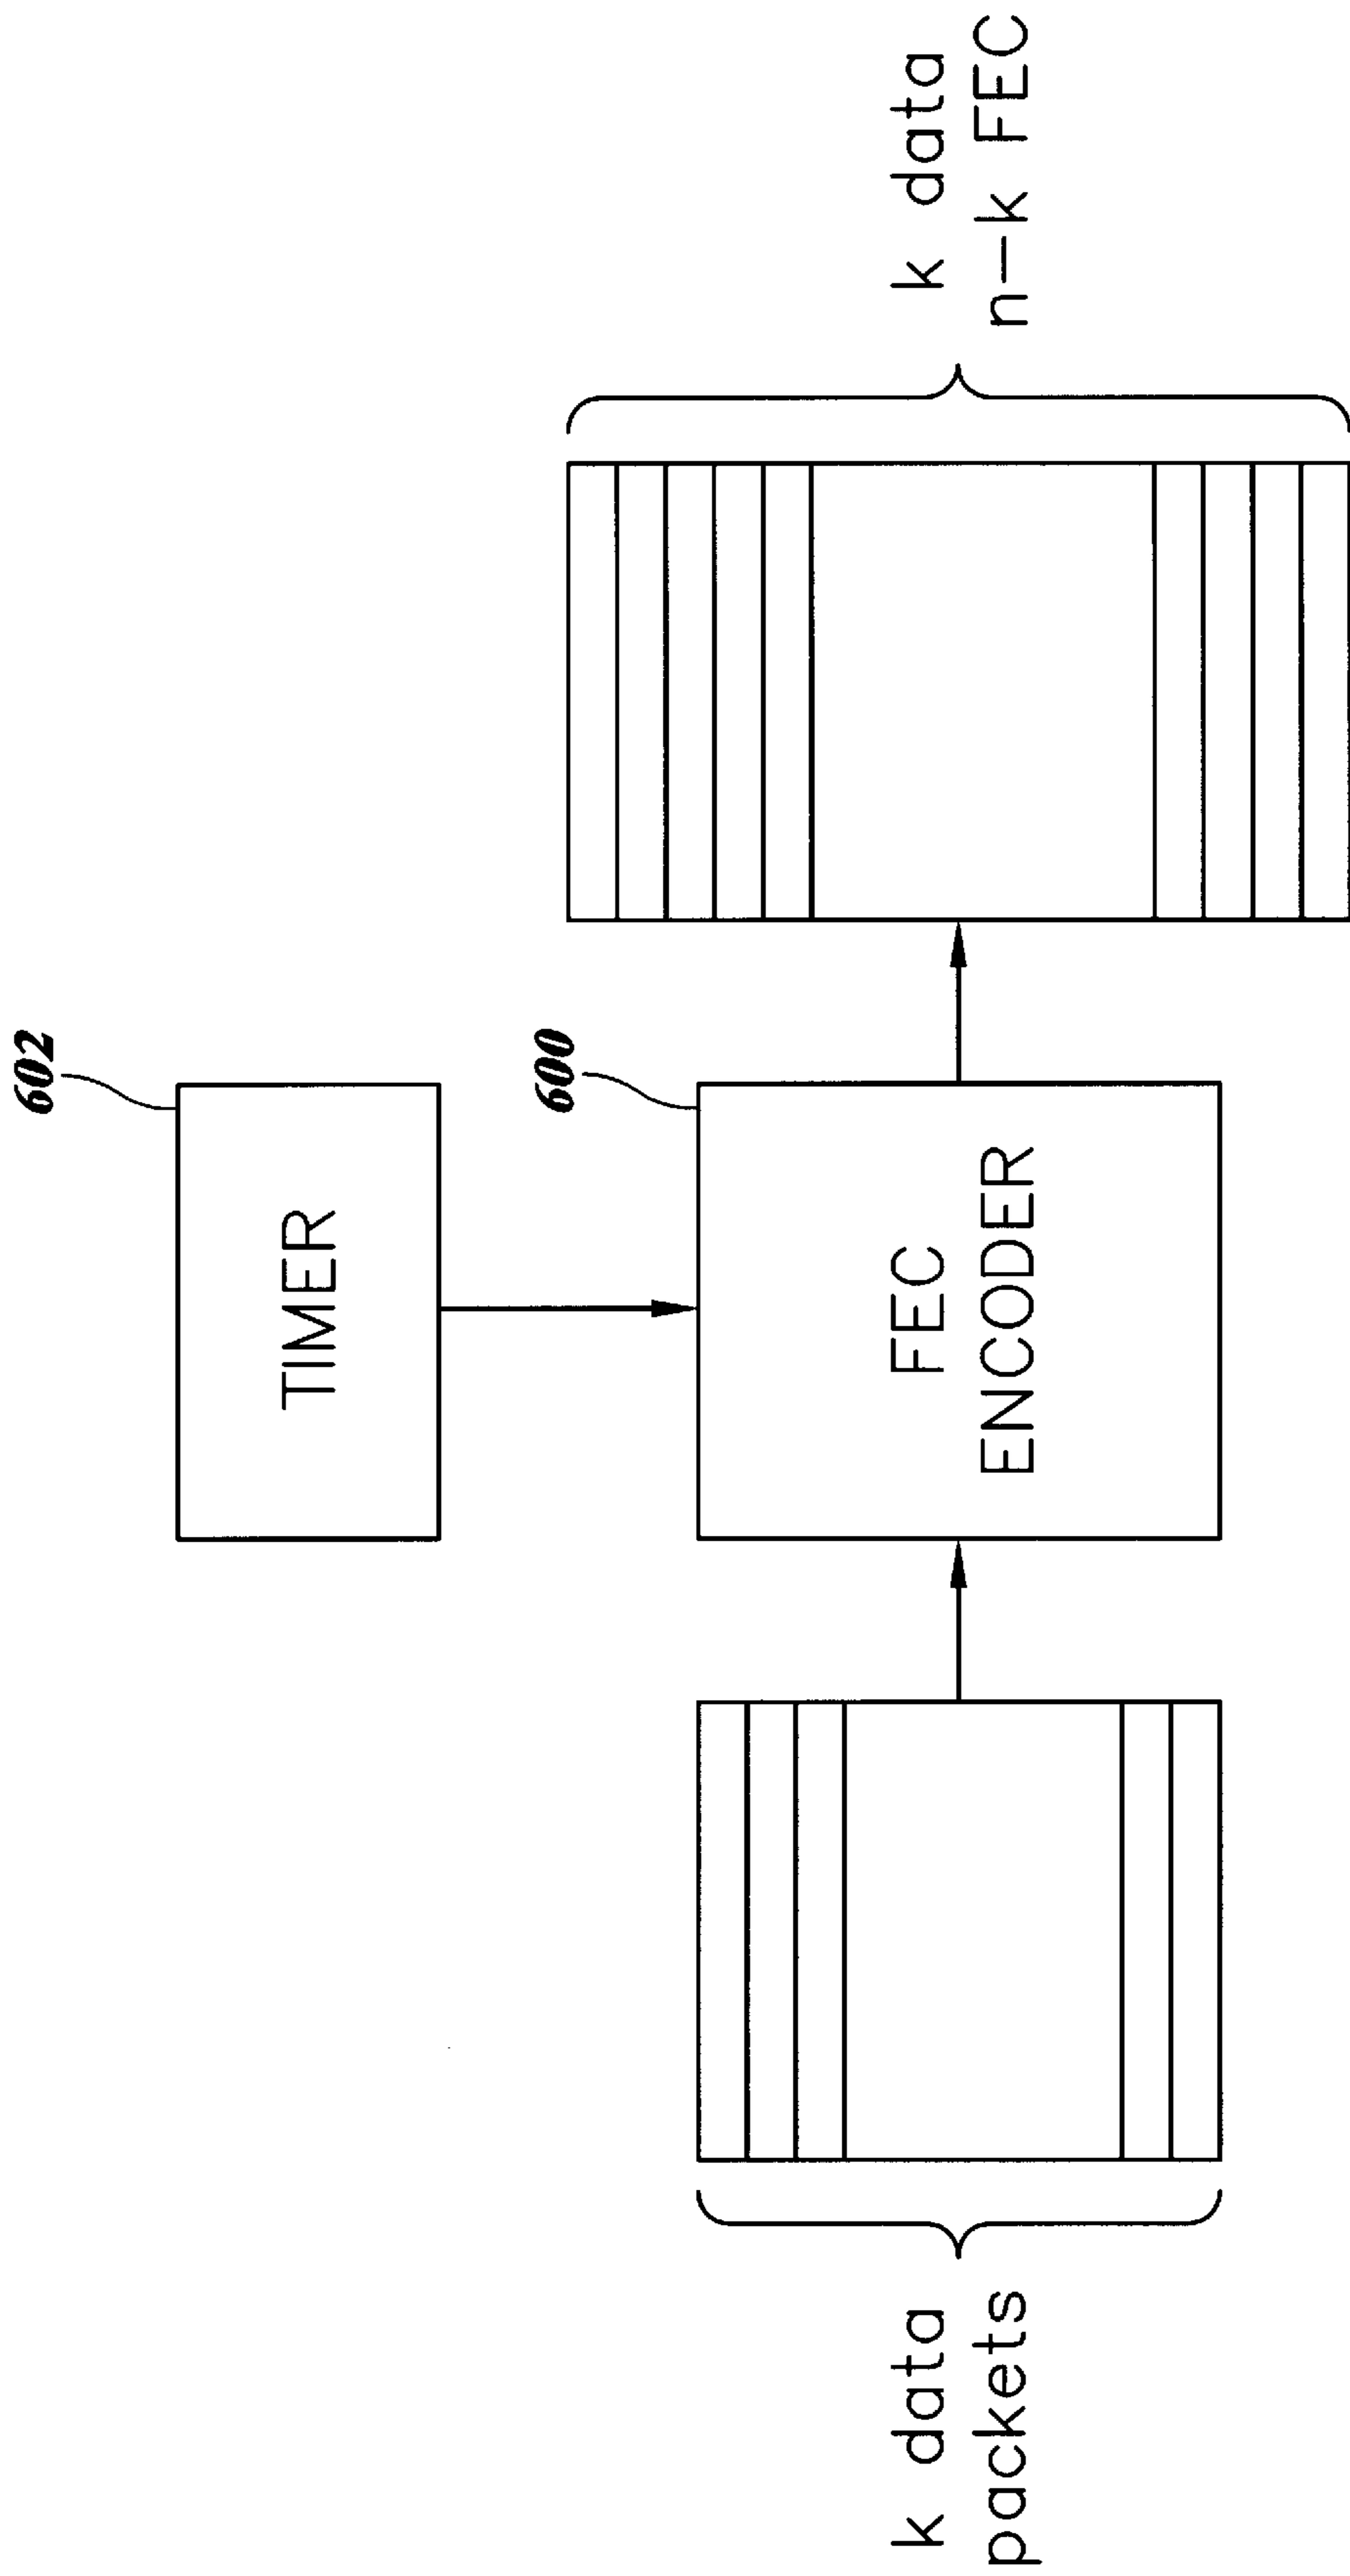 602
TIMER
k data
packets
600
FEC
ENCODER
k data
n-k FEC